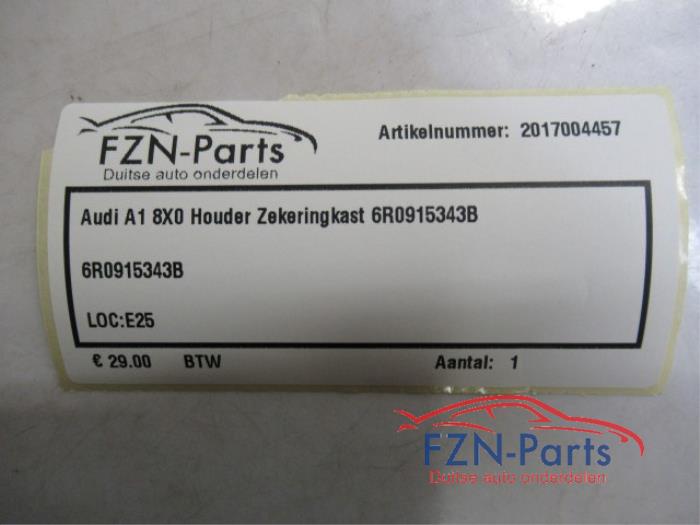 FZN-Parts
Duitse auto onderdelen
Artikelnummer: 2017004457
Audi A1 8X0 Houder Zekeringkast 6R0915343B
6R0915343B
LOC:E25
€ 29.00 BTW Aantal: 1
FZN-Parts
Duitse auto onderdelen